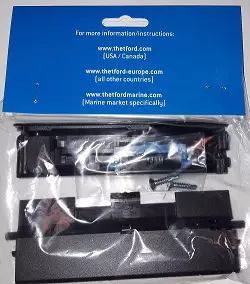 For more information/instructions:
www.thetford.com
(USA / Canada)
www.thetford-europe.com
(all other countries)
www.thetfordmarine.com
(Marine market specifically)